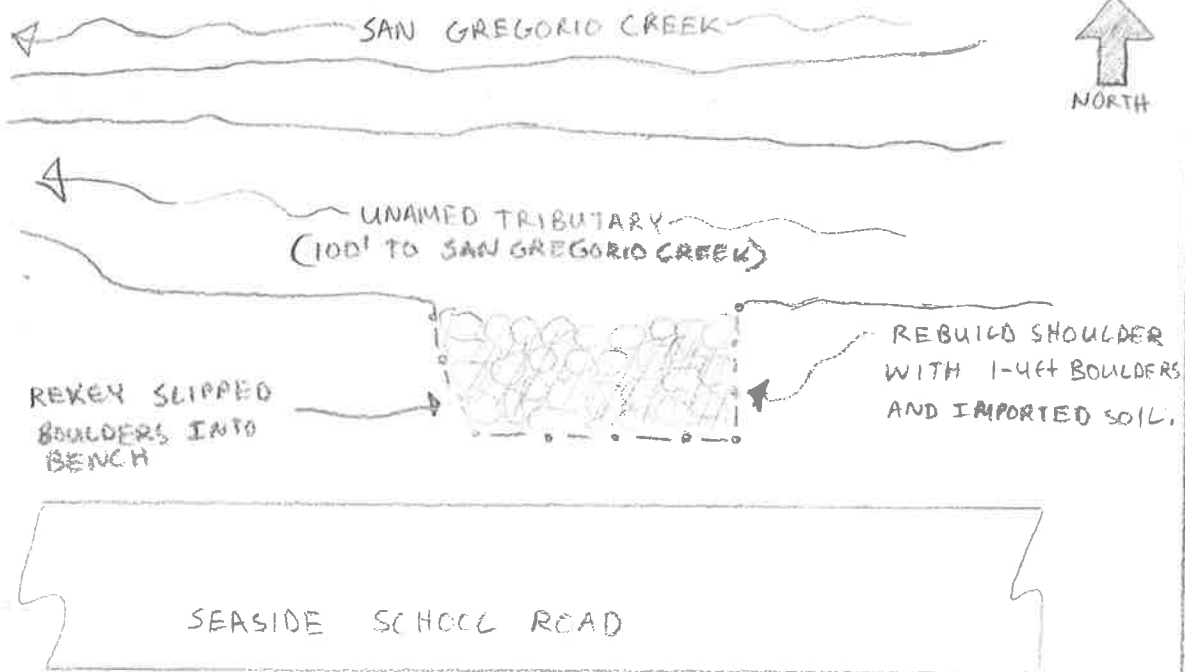 SAN GREGORIO CREEK
NORTH
UNAMED TRIBUTARY
(100' TO SAN GREGORIO CREEK)
REBUILD SHOULDER
WITH 1-4ft BOULDERS
AND IMPORTED SOIL.
REKEY SLIPPED
BOULDERS INTO
BENCH
SEASIDE SCHOOL ROAD